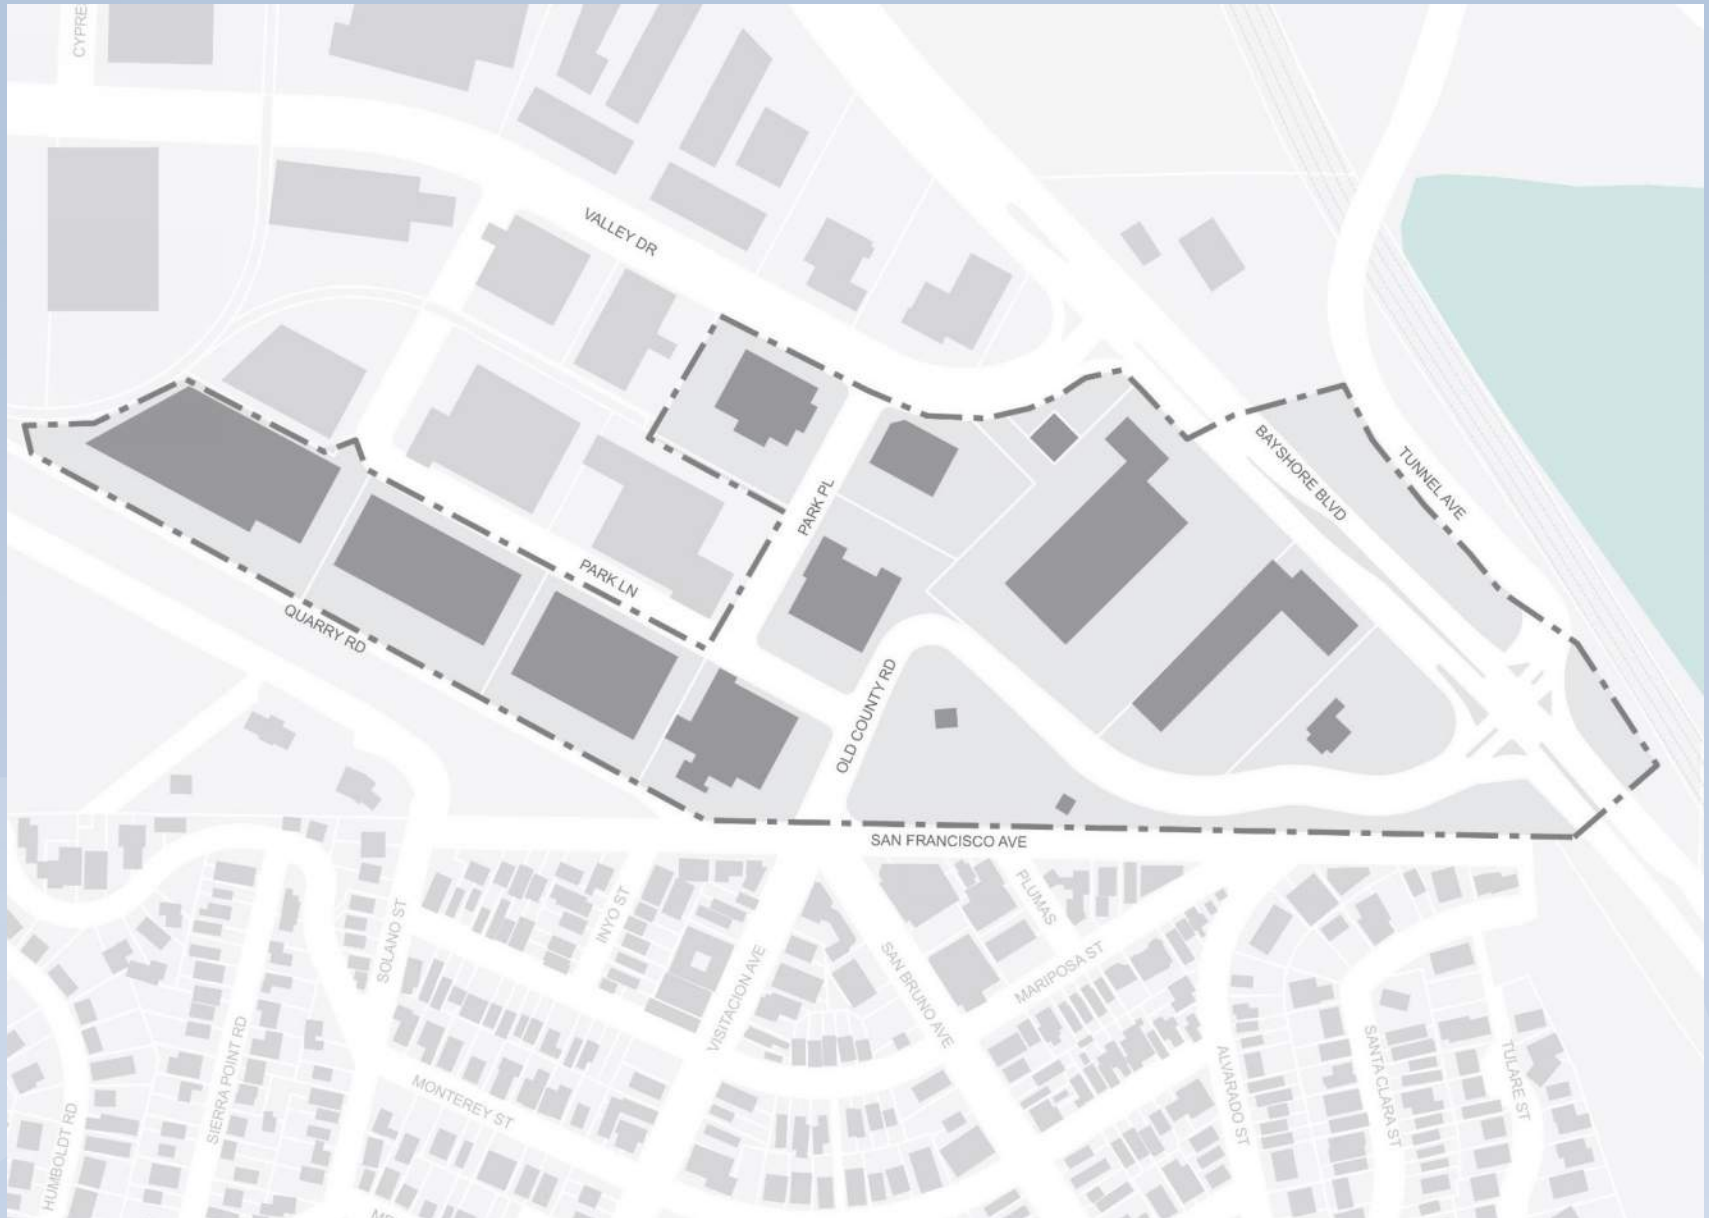 CYPRE
VALLEY DR
BAYSHORE BLVD
TUNNEL AVE
PARK PL
PARK LN
QUARRY RD
OLD COUNTY RD
SAN FRANCISCO AVE
PLUMAS
INYO ST
SOLANO ST
VISITACION AVE
SAN BRUNO AVE
MARIPOSA ST
SIERRA POINT RD
MONTEREY ST
HUMBOLDT RD
ALVARADO ST
SANTA CLARA ST
TULARE ST